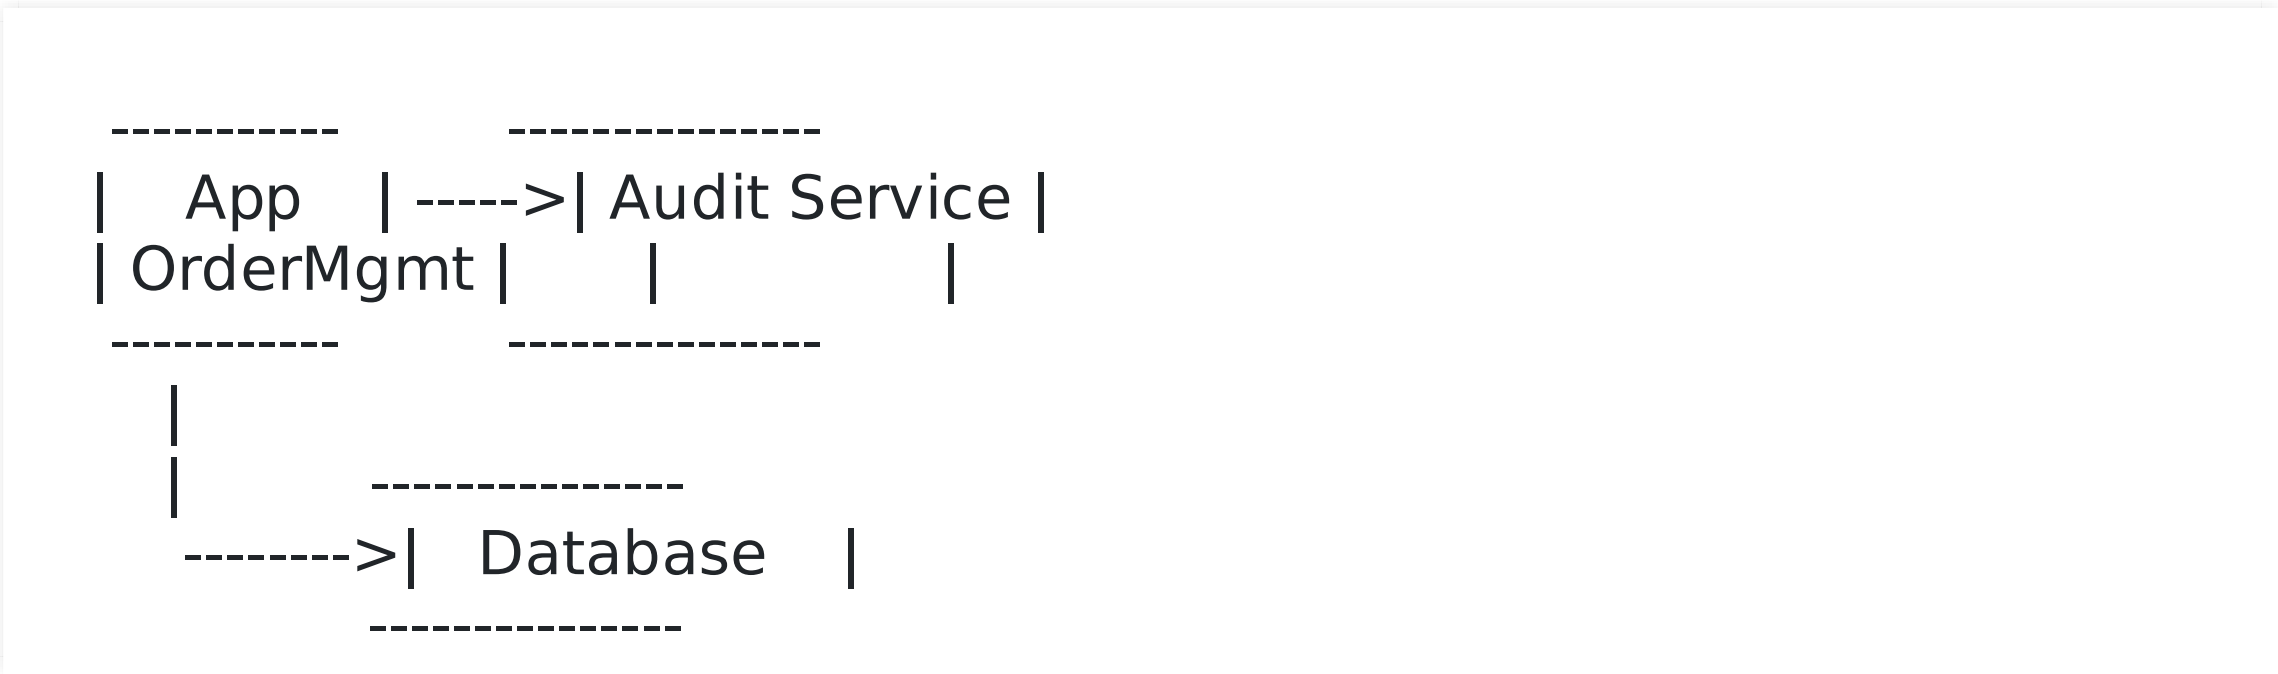 -----------        ---------------
|    App    | ----->| Audit Service |
| OrderMgmt |       |              |
-----------        ---------------
    |
    |         ---------------
    -------->|   Database    |
             ---------------